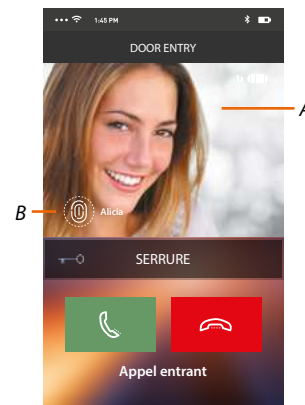 1:45 PM
DOOR ENTRY
A
B
Alicia
SERRURE
Appel entrant